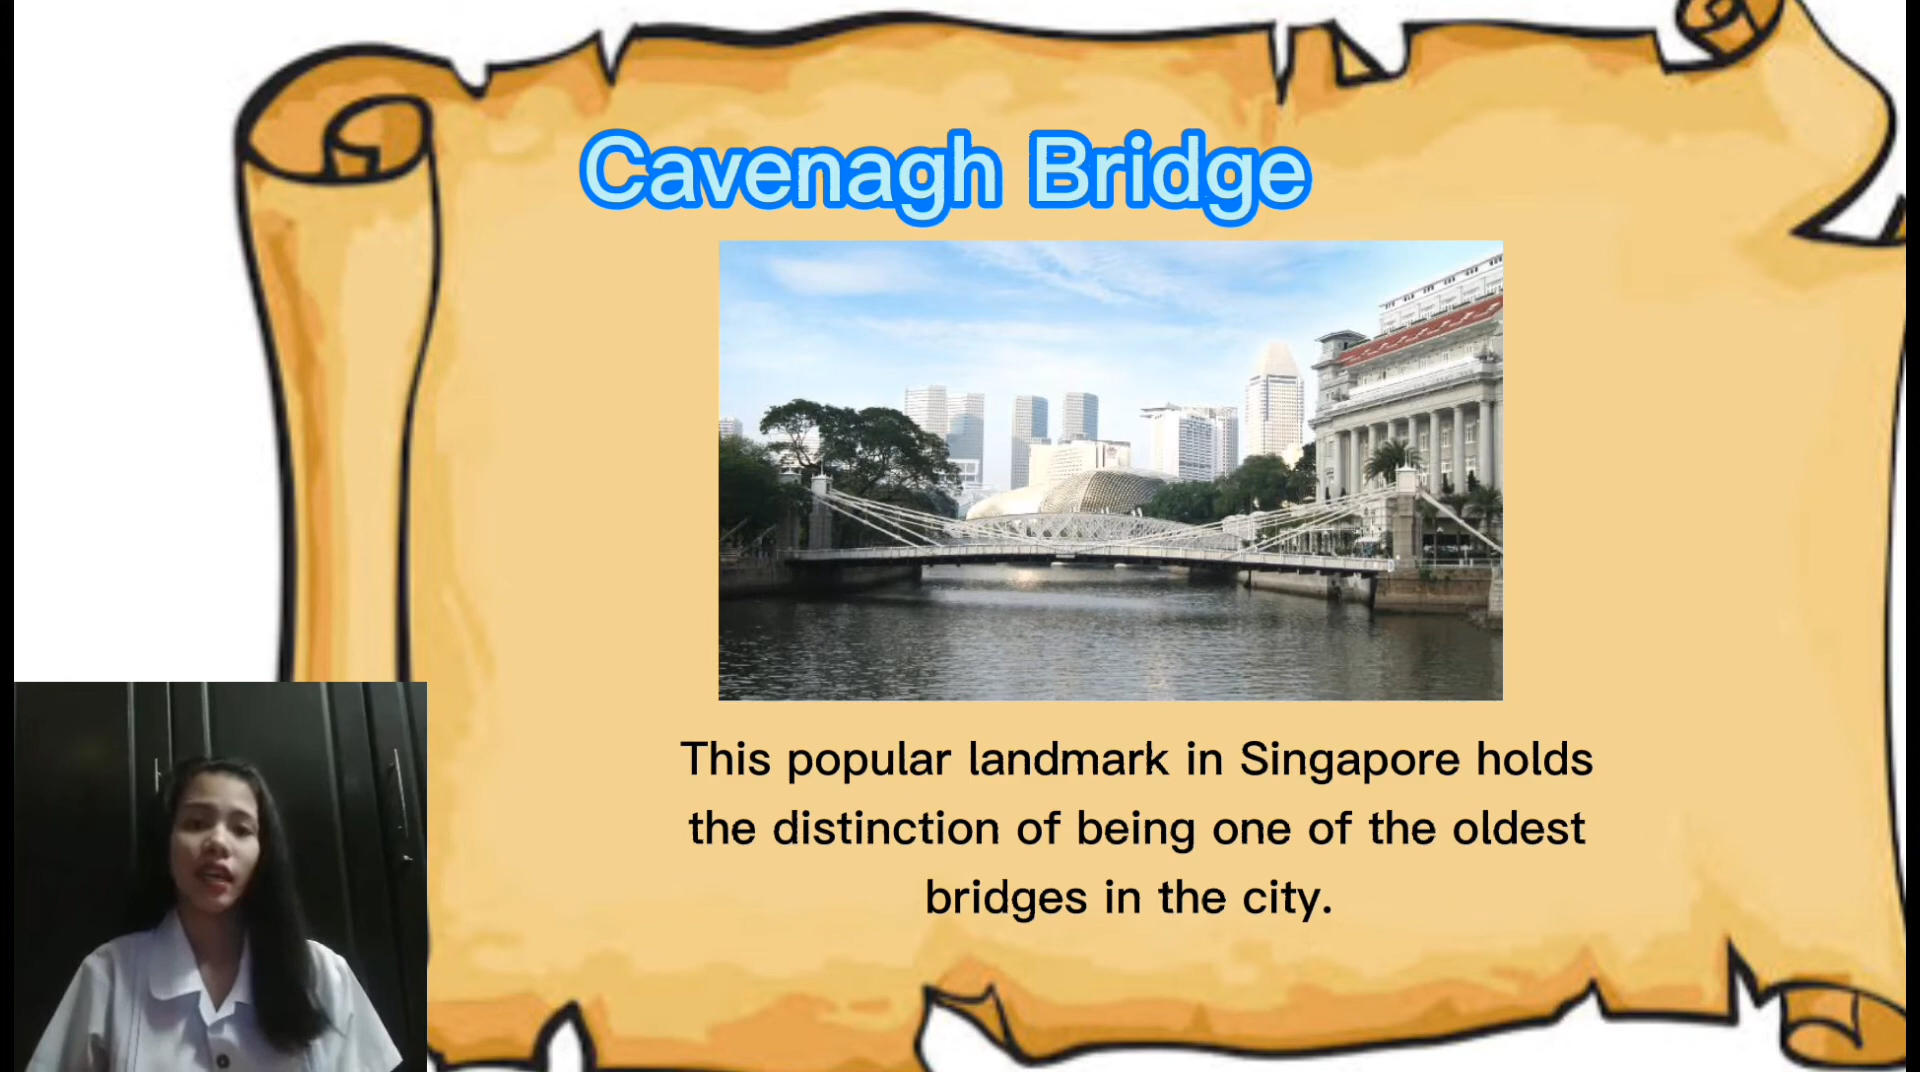 Cavenagh Bridge
This popular landmark in Singapore holds
the distinction of being one of the oldest
bridges in the city.